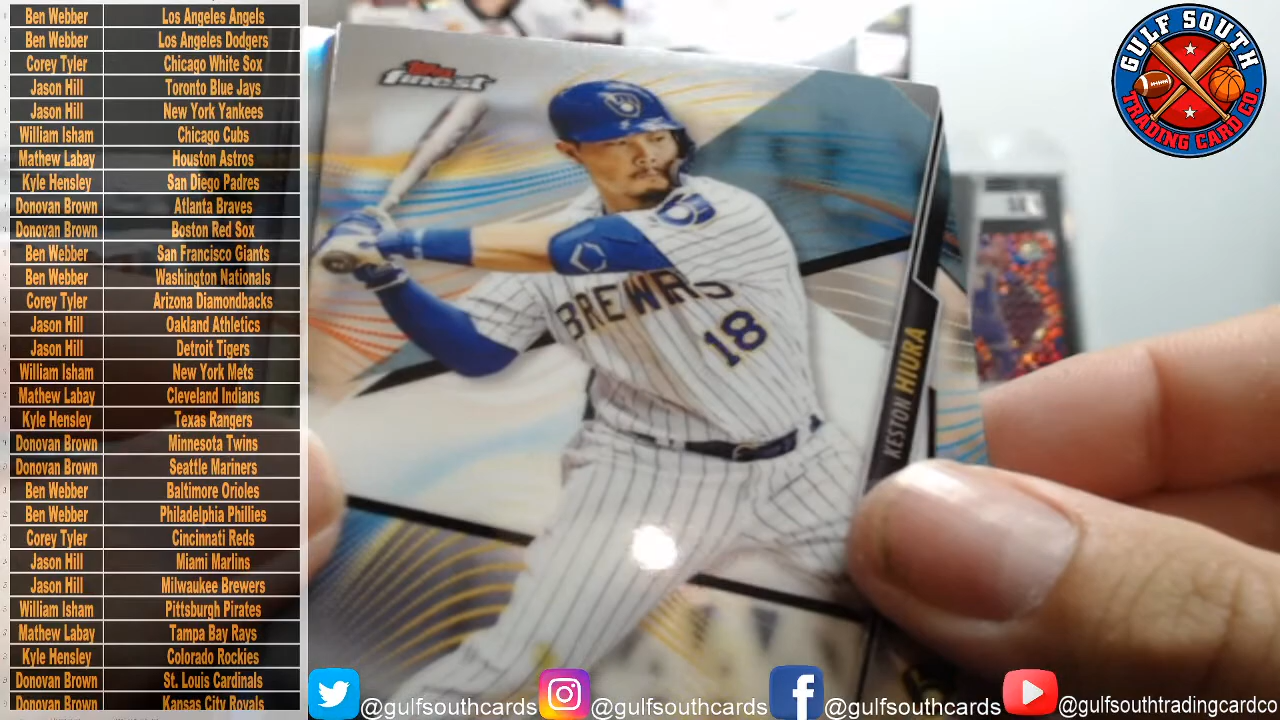 Ben Webber Los Angeles Angels
Ben Webber Los Angeles Dodgers
Corey Tyler Chicago White Sox
Jason Hill Toronto Blue Jays
Jason Hill New York Yankees
William Isham Chicago Cubs
Mathew Labay Houston Astros
Kyle Hensley San Diego Padres
Donovan Brown Atlanta Braves
Donovan Brown Boston Red Sox
Ben Webber San Francisco Giants
Ben Webber Washington Nationals
Corey Tyler Arizona Diamondbacks
Jason Hill Oakland Athletics
Jason Hill Detroit Tigers
William Isham New York Mets
Mathew Labay Cleveland Indians
Kyle Hensley Texas Rangers
Donovan Brown Minnesota Twins
Donovan Brown Seattle Mariners
Ben Webber Baltimore Orioles
Ben Webber Philadelphia Phillies
Corey Tyler Cincinnati Reds
Jason Hill Miami Marlins
Jason Hill Milwaukee Brewers
William Isham Pittsburgh Pirates
Mathew Labay Tampa Bay Rays
Kyle Hensley Colorado Rockies
Donovan Brown St. Louis Cardinals
Donovan Brown Kansas City Royals
Topps
finest
BREWRS
18
KESTON HIURA
GULF SOUTH
TRADING CARD CO.
@gulfsouthcards
@gulfsouthcards
@gulfsouthcards
@gulfsouthtradingcardco